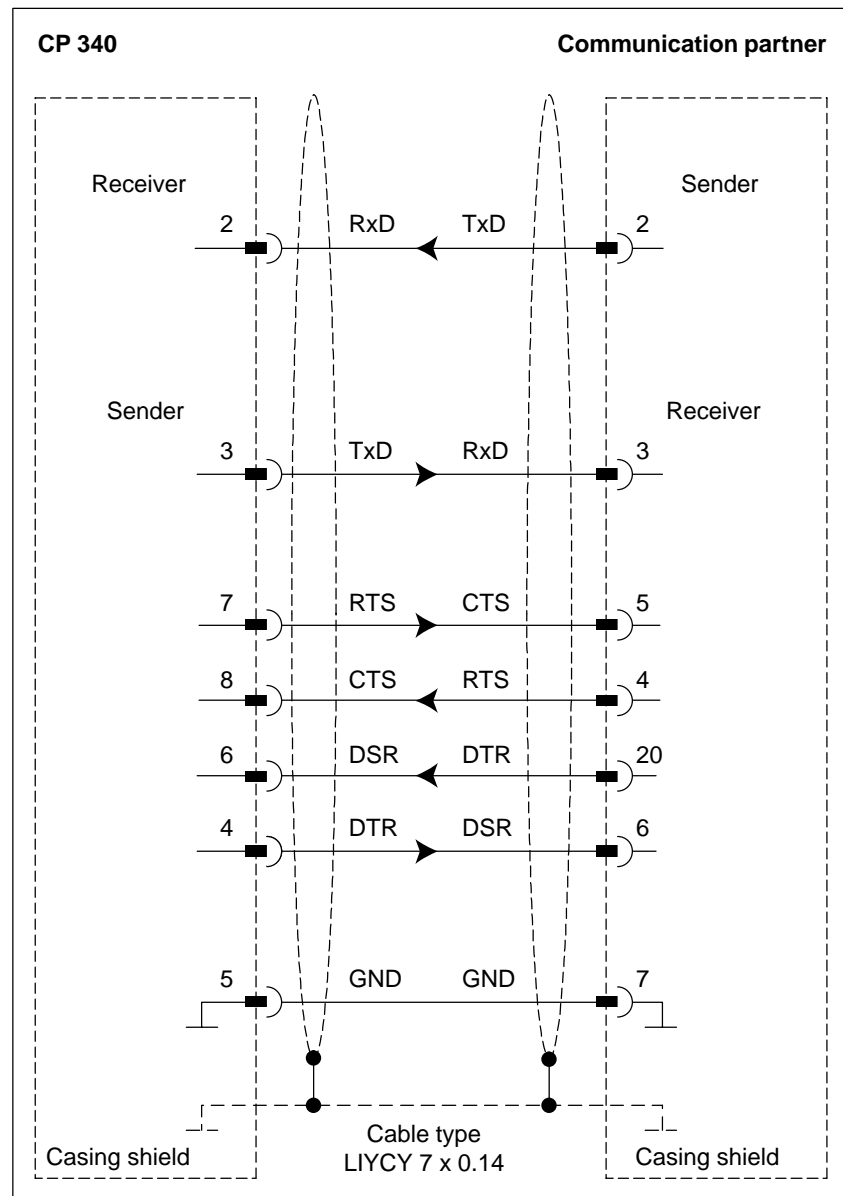 CP 340 Communication partner
Receiver Sender
2 RxD TxD 2
Sender Receiver
3 TxD RxD 3
7 RTS CTS 5
8 CTS RTS 4
6 DSR DTR 20
4 DTR DSR 6
5 GND GND 7
Cable type
LIYCY 7 x 0.14
Casing shield Casing shield